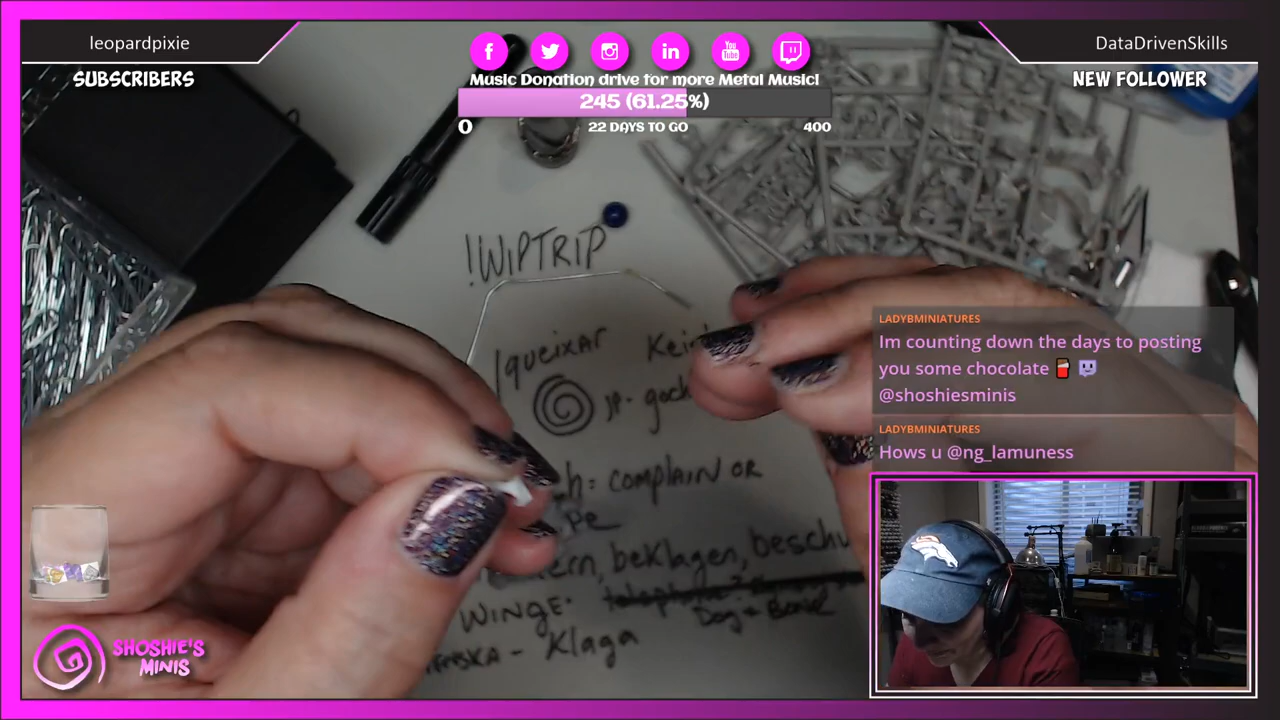 leopardpixie
SUBSCRIBERS
DataDrivenSkills
NEW FOLLOWER
Music Donation drive for more Metal Music!
245 (61.25%)
0
22 DAYS TO GO
400
!WIPTRIP
queixar
COMPLAIN OR
beklagen,
WINGE.
Klaga
LADYBMINIATURES
Im counting down the days to posting
you some chocolate
@shoshiesminis
LADYBMINIATURES
Hows u @ng_lamuness
SHOSHIE'S
MINIS